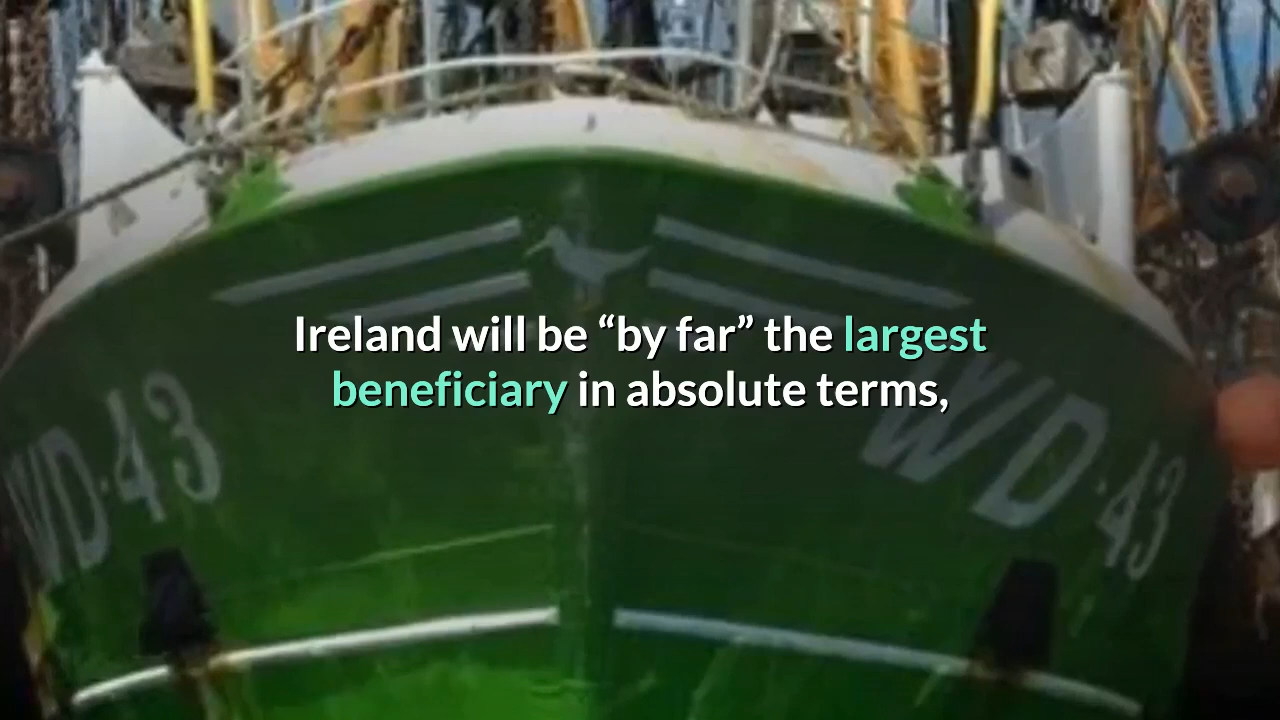 Ireland will be “by far” the largest
beneficiary in absolute terms,
WD·43
WD·43